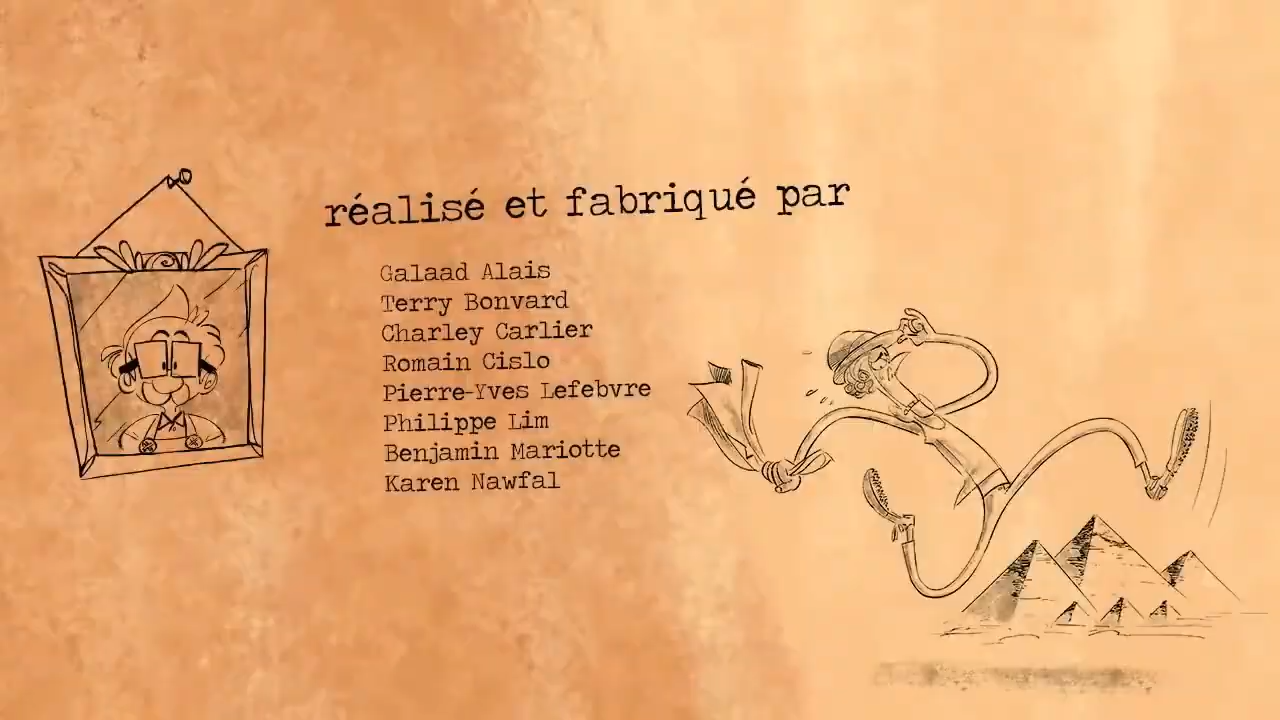 réalisé et fabriqué par
Galaad Alais
Terry Bonvard
Charley Carlier
Romain Cislo
Pierre-Yves Lefebvre
Philippe Lim
Benjamin Mariotte
Karen Nawfal